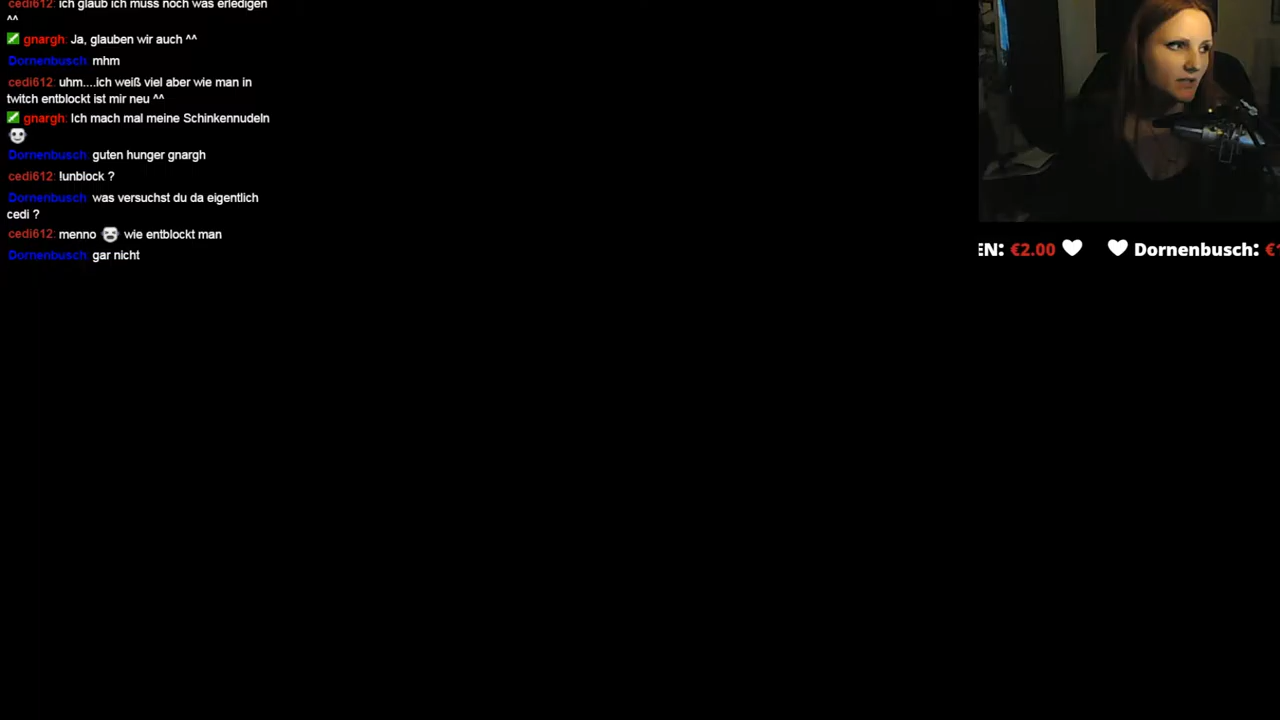 cedi612: ich glaub ich muss noch was erledigen
^^
gnargh: Ja, glauben wir auch ^^
Dornenbusch: mhm
cedi612: uhm....ich weiß viel aber wie man in
twitch entblockt ist mir neu ^^
gnargh: Ich mach mal meine Schinkennudeln
Dornenbusch: guten hunger gnargh
cedi612: !unblock ?
Dornenbusch: was versuchst du da eigentlich
cedi ?
cedi612: menno wie entblockt man
Dornenbusch: gar nicht
EN: €2.00 Dornenbusch: €